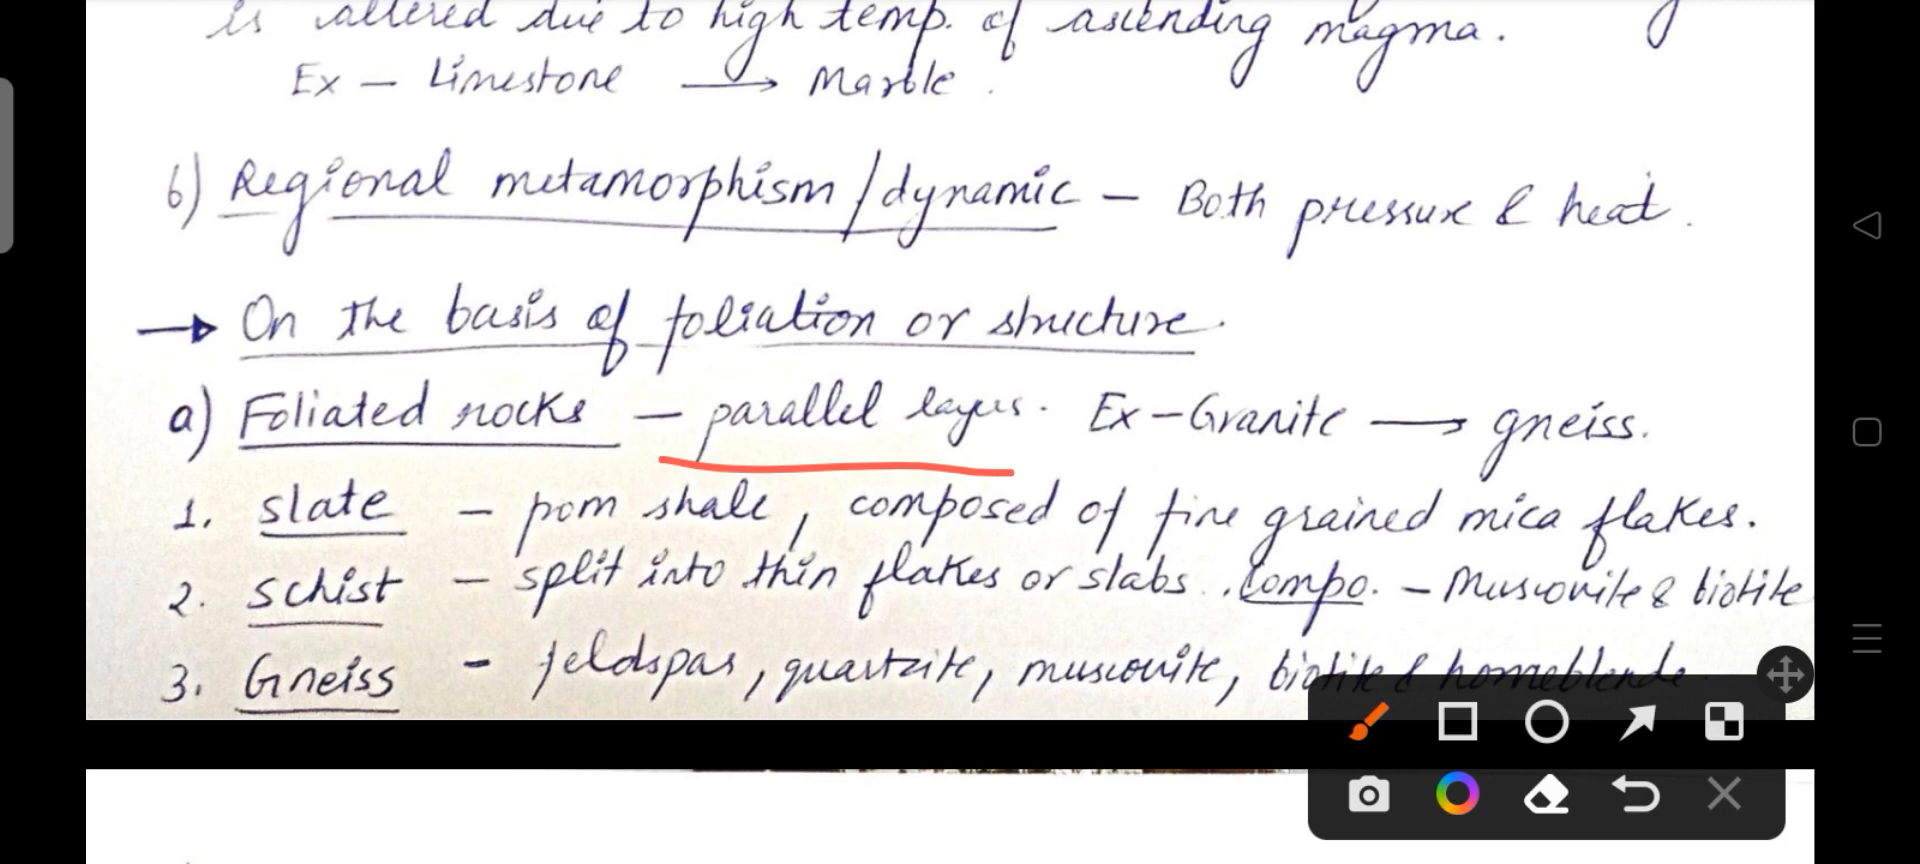 is altered due to high temp. of ascending magma.
Ex – Limestone → Marble.
b) Regional metamorphism/dynamic – Both pressure & heat.
→ On the basis of foliation or structure.
a) Foliated rocks – parallel layers. Ex – Granite → gneiss.
1. slate – from shale, composed of fine grained mica flakes.
2. schist – split into thin flakes or slabs. Compo. – Muscovite & biotite
3. Gneiss – feldspar, quartzite, muscovite, biotite & horneblende.